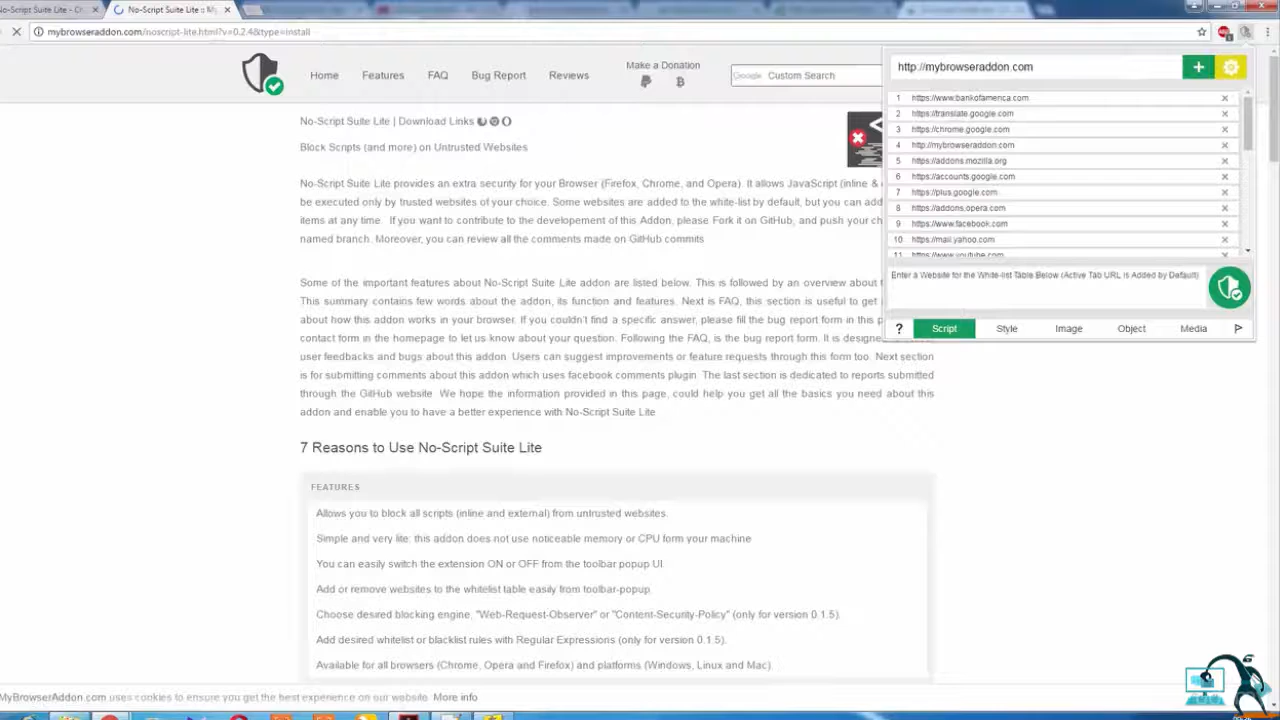 No-Script Suite Lite - Ch
No-Script Suite Lite :: My
mybrowseraddon.com/noscript-lite.html?v=0.2.4&type=install
Home
Features
FAQ
Bug Report
Reviews
Make a Donation
Google Custom Search
No-Script Suite Lite | Download Links
Block Scripts (and more) on Untrusted Websites
No-Script Suite Lite provides an extra security for your Browser (Firefox, Chrome, and Opera). It allows JavaScript (inline &
be executed only by trusted websites of your choice. Some websites are added to the white-list by default, but you can add
items at any time. If you want to contribute to the developement of this Addon, please Fork it on GitHub, and push your
named branch. Moreover, you can review all the comments made on GitHub commits
Some of the important features about No-Script Suite Lite addon are listed below. This is followed by an overview about
This summary contains few words about the addon, its function and features. Next is FAQ, this section is useful to get
about how this addon works in your browser. If you couldn't find a specific answer, please fill the bug report form in this
contact form in the homepage to let us know about your question. Following the FAQ, is the bug report form. It is designed
user feedbacks and bugs about this addon. Users can suggest improvements or feature requests through this form too. Next section
is for submitting comments about this addon which uses facebook comments plugin. The last section is dedicated to reports submitted
through the GitHub website. We hope the information provided in this page, could help you get all the basics you need about this
addon and enable you to have a better experience with No-Script Suite Lite
7 Reasons to Use No-Script Suite Lite
FEATURES
Allows you to block all scripts (inline and external) from untrusted websites.
Simple and very lite: this addon does not use noticeable memory or CPU form your machine
You can easily switch the extension ON or OFF from the toolbar popup UI.
Add or remove websites to the whitelist table easily from toolbar-popup.
Choose desired blocking engine, "Web-Request-Observer" or "Content-Security-Policy" (only for version 0.1.5).
Add desired whitelist or blacklist rules with Regular Expressions (only for version 0.1.5).
Available for all browsers (Chrome, Opera and Firefox) and platforms (Windows, Linux and Mac).
MyBrowserAddon.com uses cookies to ensure you get the best experience on our website. More info
http://mybrowseraddon.com
1 https://www.bankofamerica.com
2 https://translate.google.com
3 https://chrome.google.com
4 http://mybrowseraddon.com
5 https://addons.mozilla.org
6 https://accounts.google.com
7 https://plus.google.com
8 https://addons.opera.com
9 https://www.facebook.com
10 https://mail.yahoo.com
11 https://www.youtube.com
Enter a Website for the White-list Table Below (Active Tab URL is Added by Default)
? Script Style Image Object Media